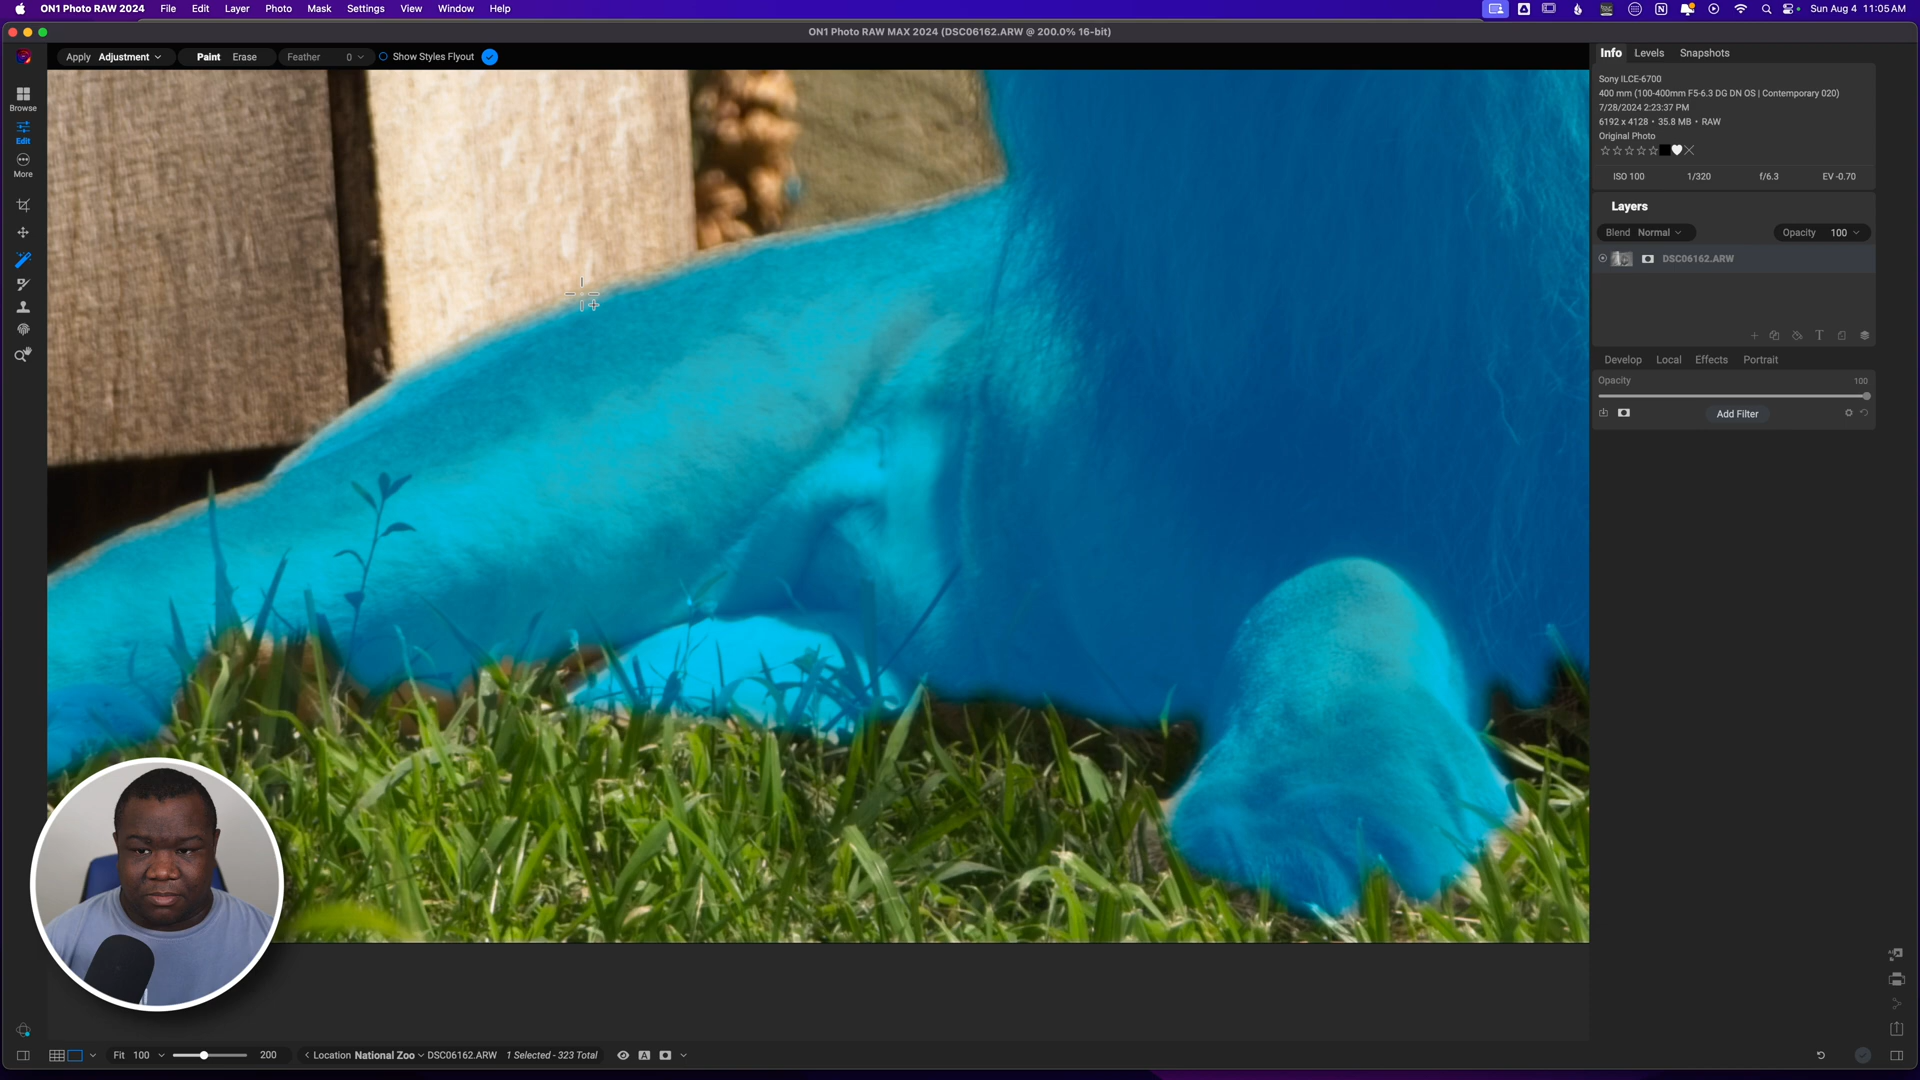 ON1 Photo RAW 2024 File Edit Layer Photo Mask Settings View Window Help Sun Aug 4 11:05 AM
ON1 Photo RAW MAX 2024 (DSC06162.ARW @ 200.0% 16-bit)
Apply Adjustment Paint Erase Feather 0 Show Styles Flyout
Browse
Edit
More
Info Levels Snapshots
Sony ILCE-6700
400 mm (100-400mm F5-6.3 DG DN OS | Contemporary 020)
7/28/2024 2:23:37 PM
6192 x 4128 • 35.8 MB • RAW
Original Photo
ISO 100 1/320 f/6.3 EV -0.70
Layers
Blend Normal Opacity 100
DSC06162.ARW
Develop Local Effects Portrait
Opacity 100
Add Filter
Fit 100 200 Location National Zoo DSC06162.ARW 1 Selected - 323 Total